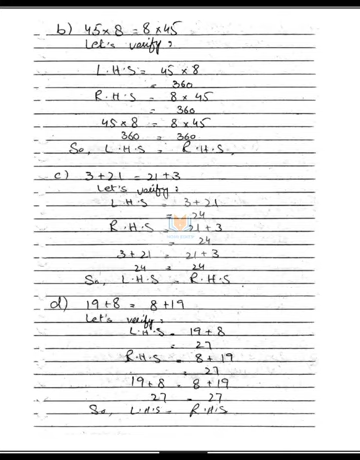 b) 45×8 = 8×45
Let's verify:
L.H.S = 45 × 8
= 360
R.H.S = 8 × 45
= 360
45×8 = 8×45
360 = 360
So, L.H.S = R.H.S.
c) 3+21 = 21+3
Let's verify:
L.H.S = 3+21
= 24
R.H.S = 21+3
= 24
3+21 = 21+3
24 = 24
So, L.H.S = R.H.S
d) 19+8 = 8+19
Let's verify:
L.H.S = 19+8
= 27
R.H.S = 8+19
= 27
19+8 = 8+19
27 = 27
So, L.H.S = R.H.S